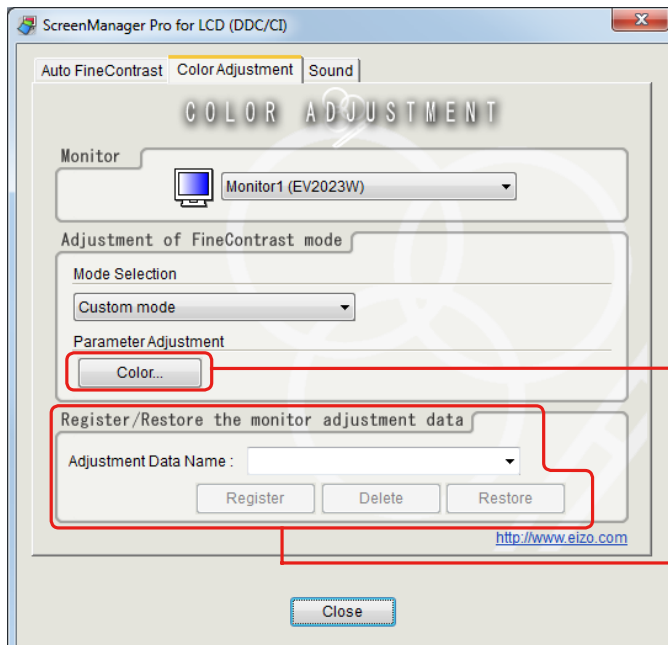 ScreenManager Pro for LCD (DDC/CI)
Auto FineContrast Color Adjustment Sound
COLOR ADJUSTMENT
Monitor
Monitor1 (EV2023W)
Adjustment of FineContrast mode
Mode Selection
Custom mode
Parameter Adjustment
Color...
Register/Restore the monitor adjustment data
Adjustment Data Name :
Register Delete Restore
http://www.eizo.com
Close